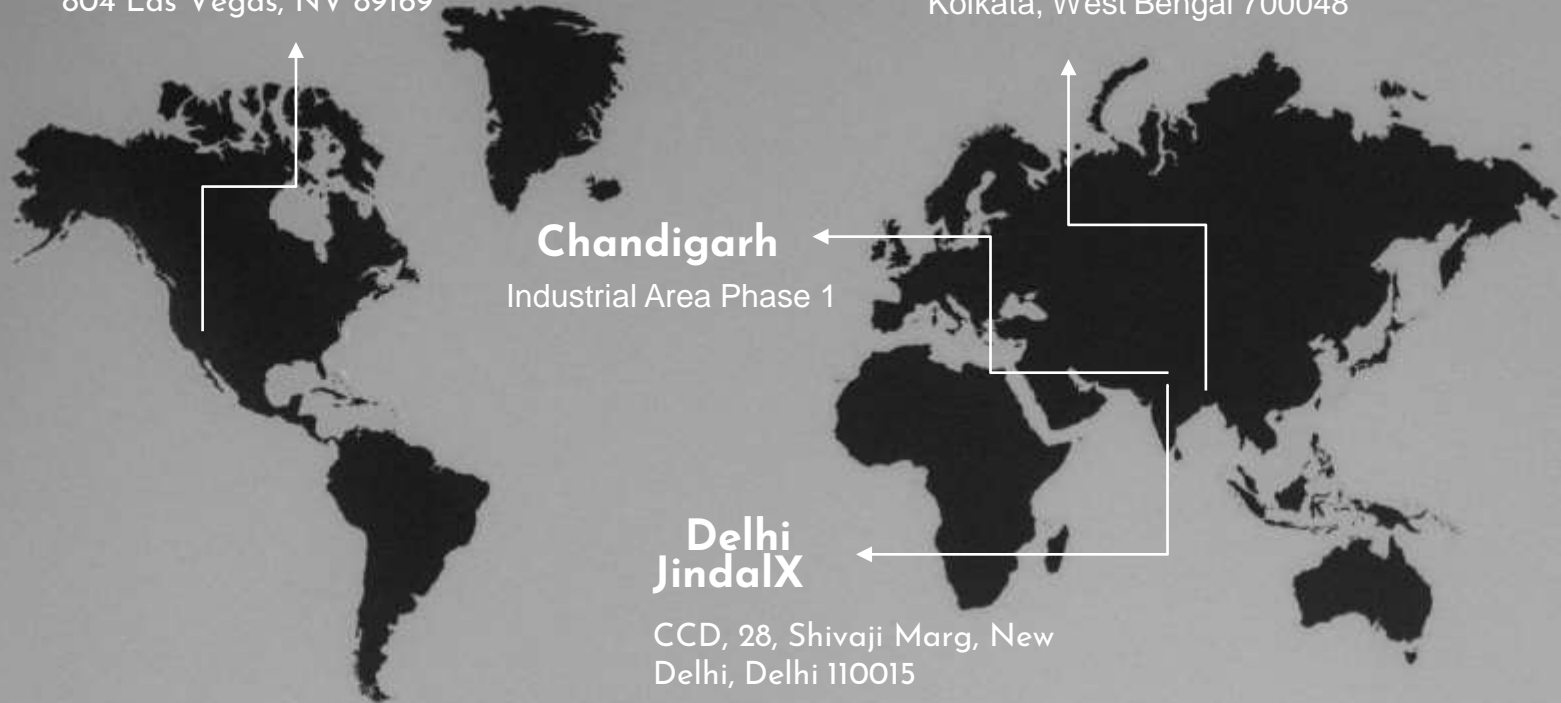 804 Las Vegas, NV 89169
Kolkata, West Bengal 700048
Chandigarh
Industrial Area Phase 1
Delhi
JindalX
CCD, 28, Shivaji Marg, New
Delhi, Delhi 110015